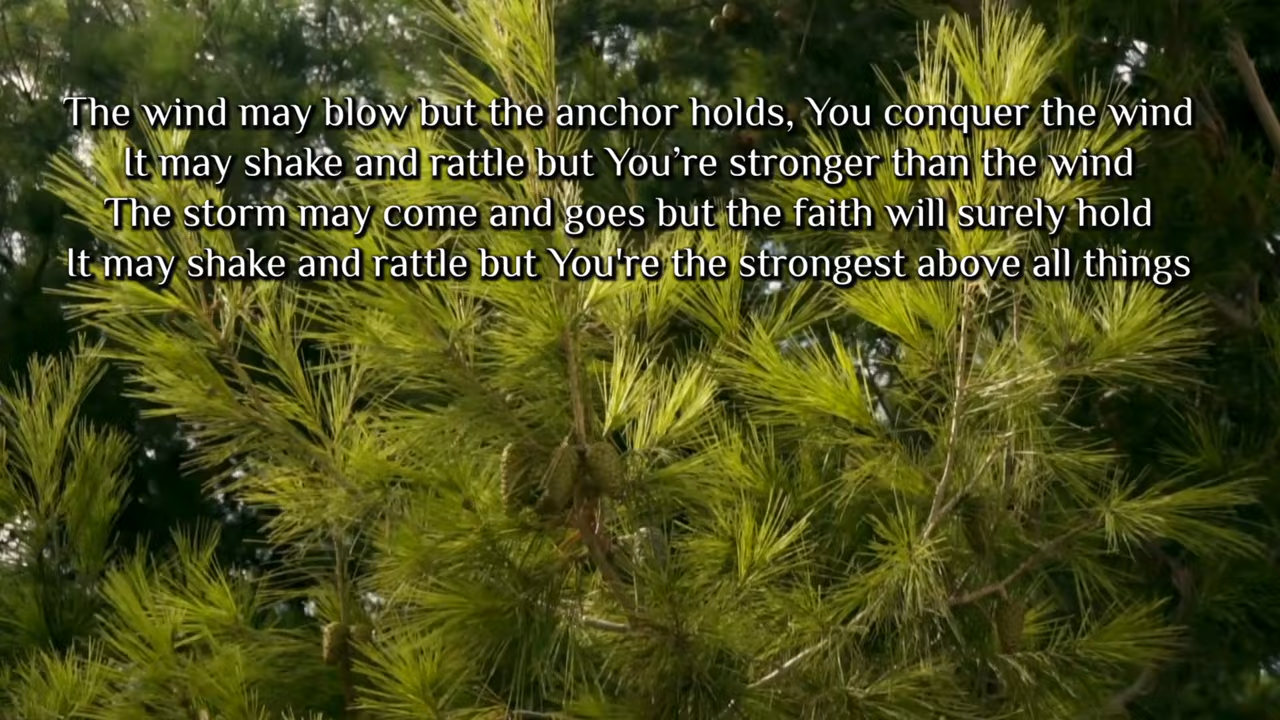 The wind may blow but the anchor holds, You conquer the wind
It may shake and rattle but You’re stronger than the wind
The storm may come and goes but the faith will surely hold
It may shake and rattle but You're the strongest above all things